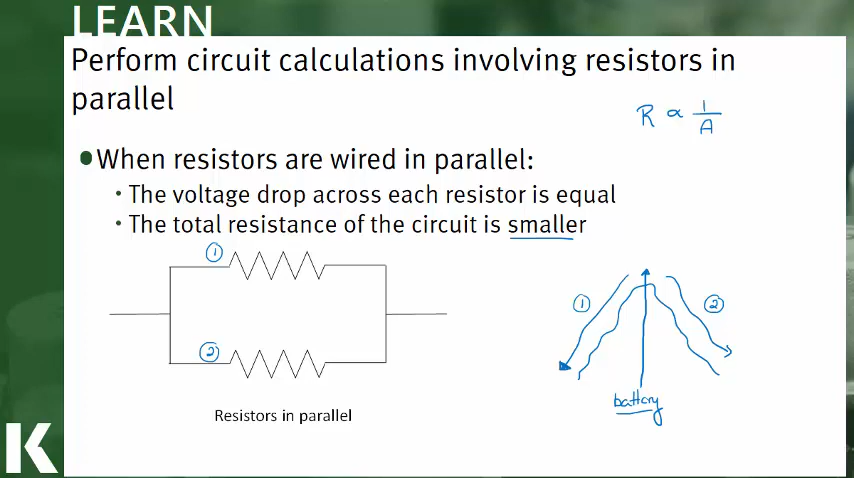 LEARN
Perform circuit calculations involving resistors in
parallel
R ∝ 1/A
•When resistors are wired in parallel:
• The voltage drop across each resistor is equal
• The total resistance of the circuit is smaller
①
②
Resistors in parallel
①
②
battery
K